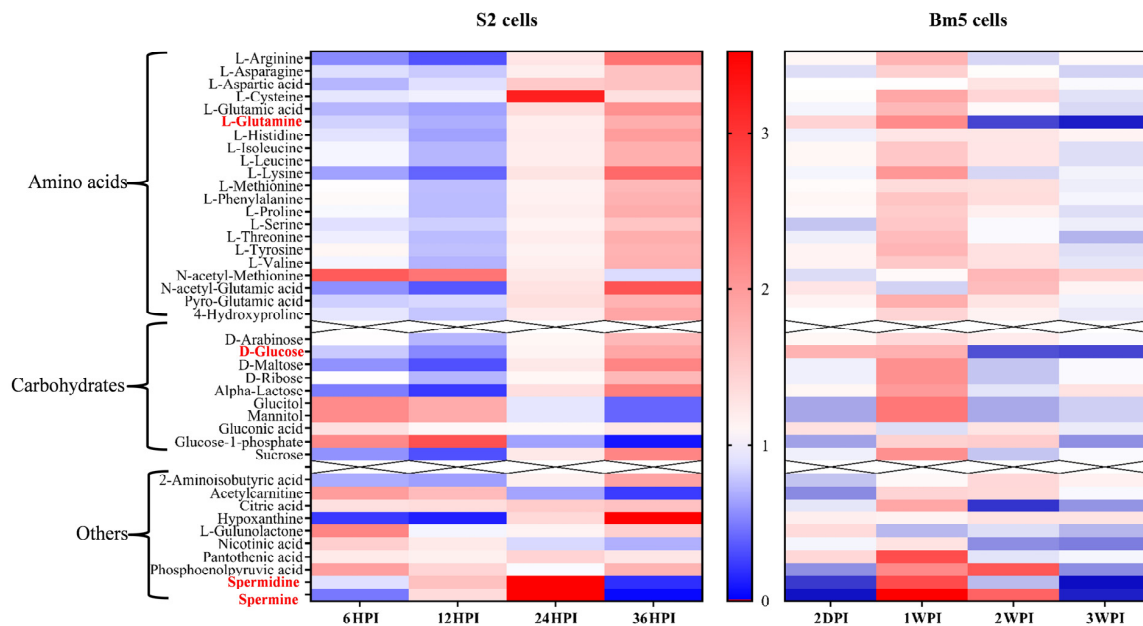 S2 cells
Bm5 cells
Amino acids
L-Arginine
L-Asparagine
L-Aspartic acid
L-Cysteine
L-Glutamic acid
L-Glutamine
L-Histidine
L-Isoleucine
L-Leucine
L-Lysine
L-Methionine
L-Phenylalanine
L-Proline
L-Serine
L-Threonine
L-Tyrosine
L-Valine
N-acetyl-Methionine
N-acetyl-Glutamic acid
Pyro-Glutamic acid
4-Hydroxyproline
Carbohydrates
D-Arabinose
D-Glucose
D-Maltose
D-Ribose
Alpha-Lactose
Glucitol
Mannitol
Gluconic acid
Glucose-1-phosphate
Sucrose
Others
2-Aminoisobutyric acid
Acetylcarnitine
Citric acid
Hypoxanthine
L-Gulunolactone
Nicotinic acid
Pantothenic acid
Phosphoenolpyruvic acid
Spermidine
Spermine
6HPI 12HPI 24HPI 36HPI
3
2
1
0
2DPI 1WPI 2WPI 3WPI